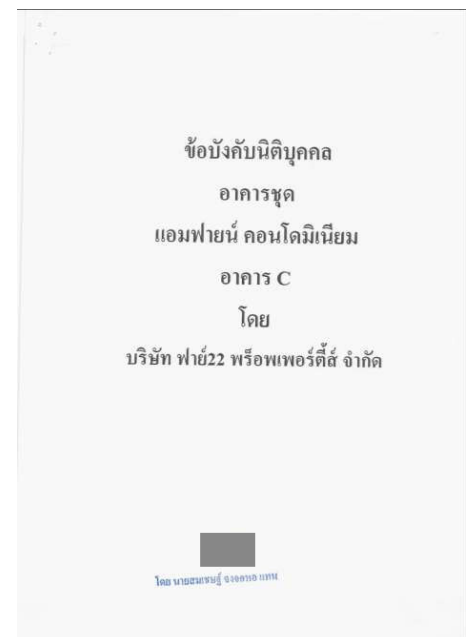 ข้อบังคับนิติบุคคล
อาคารชุด
แอมฟายน์ คอนโดมิเนียม
อาคาร C
โดย
บริษัท ฟาย์22 พร็อพเพอร์ตี้ส์ จำกัด
โดย นาย